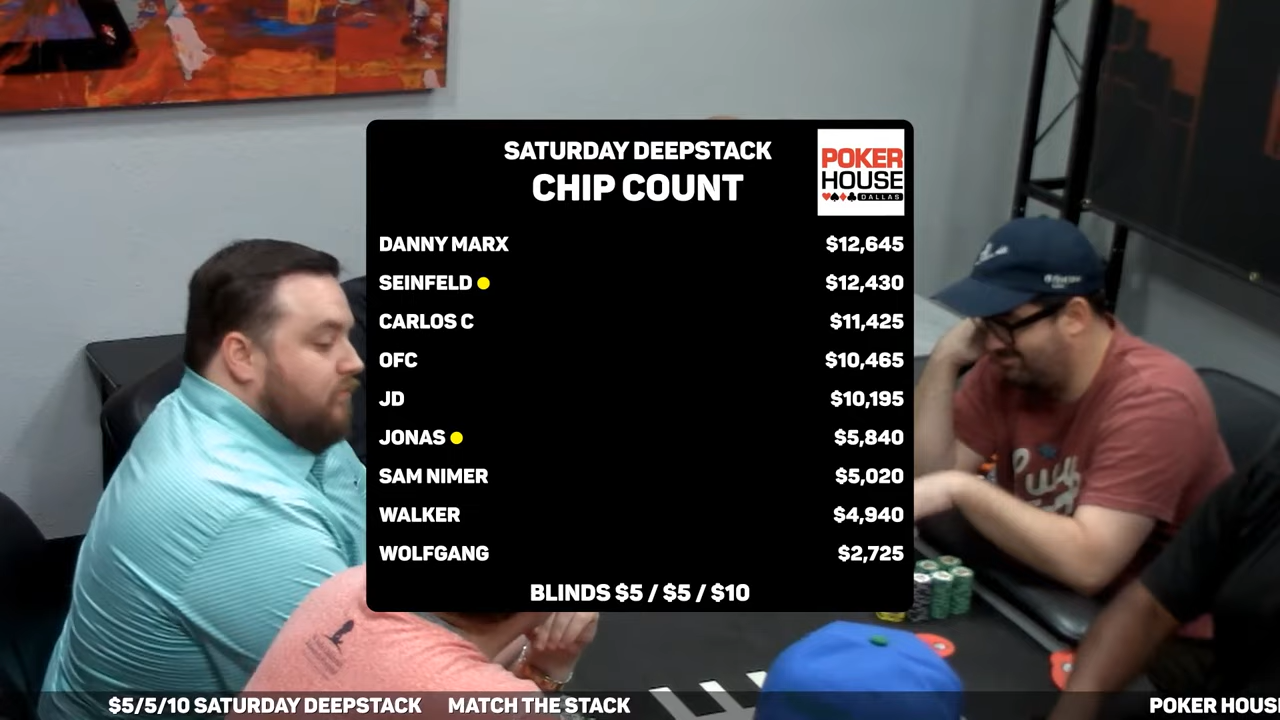 SATURDAY DEEPSTACK
CHIP COUNT
POKER
HOUSE
DALLAS
DANNY MARX $12,645
SEINFELD $12,430
CARLOS C $11,425
OFC $10,465
JD $10,195
JONAS $5,840
SAM NIMER $5,020
WALKER $4,940
WOLFGANG $2,725
BLINDS $5 / $5 / $10
$5/5/10 SATURDAY DEEPSTACK MATCH THE STACK POKER HOUS